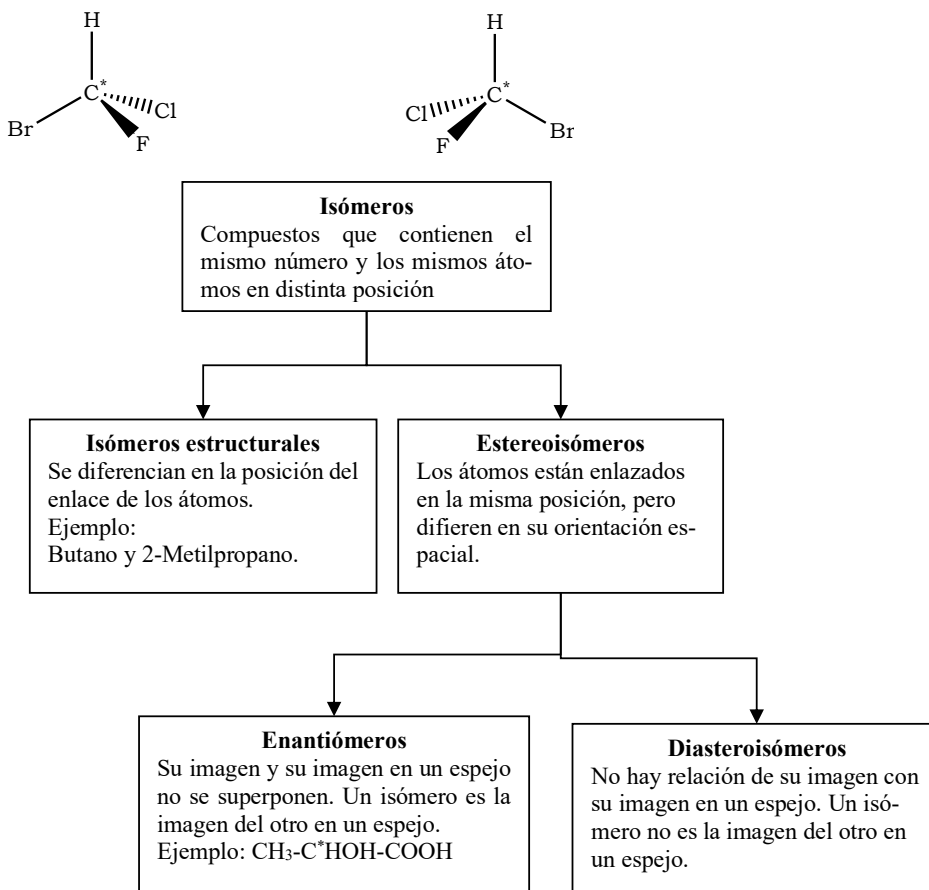 H
C*
Cl
Br
F
H
C*
Cl
F
Br
Isómeros
Compuestos que contienen el
mismo número y los mismos áto-
mos en distinta posición
Isómeros estructurales
Se diferencian en la posición del
enlace de los átomos.
Ejemplo:
Butano y 2-Metilpropano.
Estereoisómeros
Los átomos están enlazados
en la misma posición, pero
difieren en su orientación es-
pacial.
Enantiómeros
Su imagen y su imagen en un espejo
no se superponen. Un isómero es la
imagen del otro en un espejo.
Ejemplo: CH₃-C*HOH-COOH
Diasteroisómeros
No hay relación de su imagen con
su imagen en un espejo. Un isó-
mero no es la imagen del otro en
un espejo.